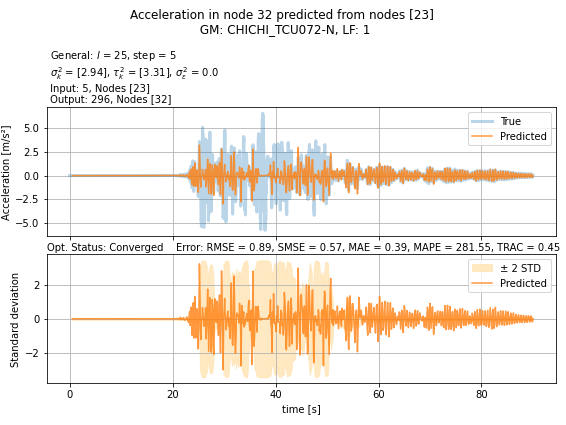 Acceleration in node 32 predicted from nodes [23]
GM: CHICHI_TCU072-N, LF: 1
General: l = 25, step = 5
σ²ₖ = [2.94], τ²ₖ = [3.31], σ²ε = 0.0
Input: 5, Nodes [23]
Output: 296, Nodes [32]
Acceleration [m/s²]
5.0
2.5
0.0
−2.5
−5.0
True
Predicted
Opt. Status: Converged Error: RMSE = 0.89, SMSE = 0.57, MAE = 0.39, MAPE = 281.55, TRAC = 0.45
Standard deviation
2
0
−2
± 2 STD
Predicted
0 20 40 60 80
time [s]